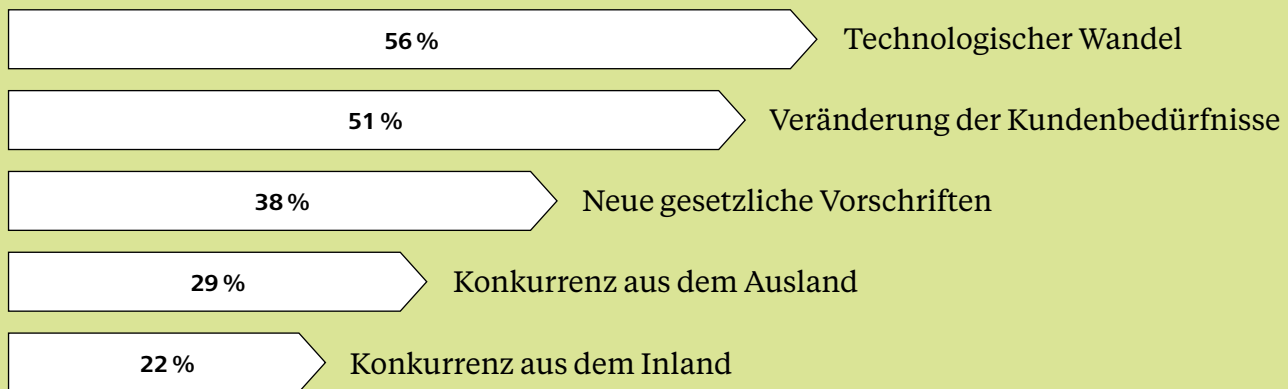 56 % Technologischer Wandel
51 % Veränderung der Kundenbedürfnisse
38 % Neue gesetzliche Vorschriften
29 % Konkurrenz aus dem Ausland
22 % Konkurrenz aus dem Inland